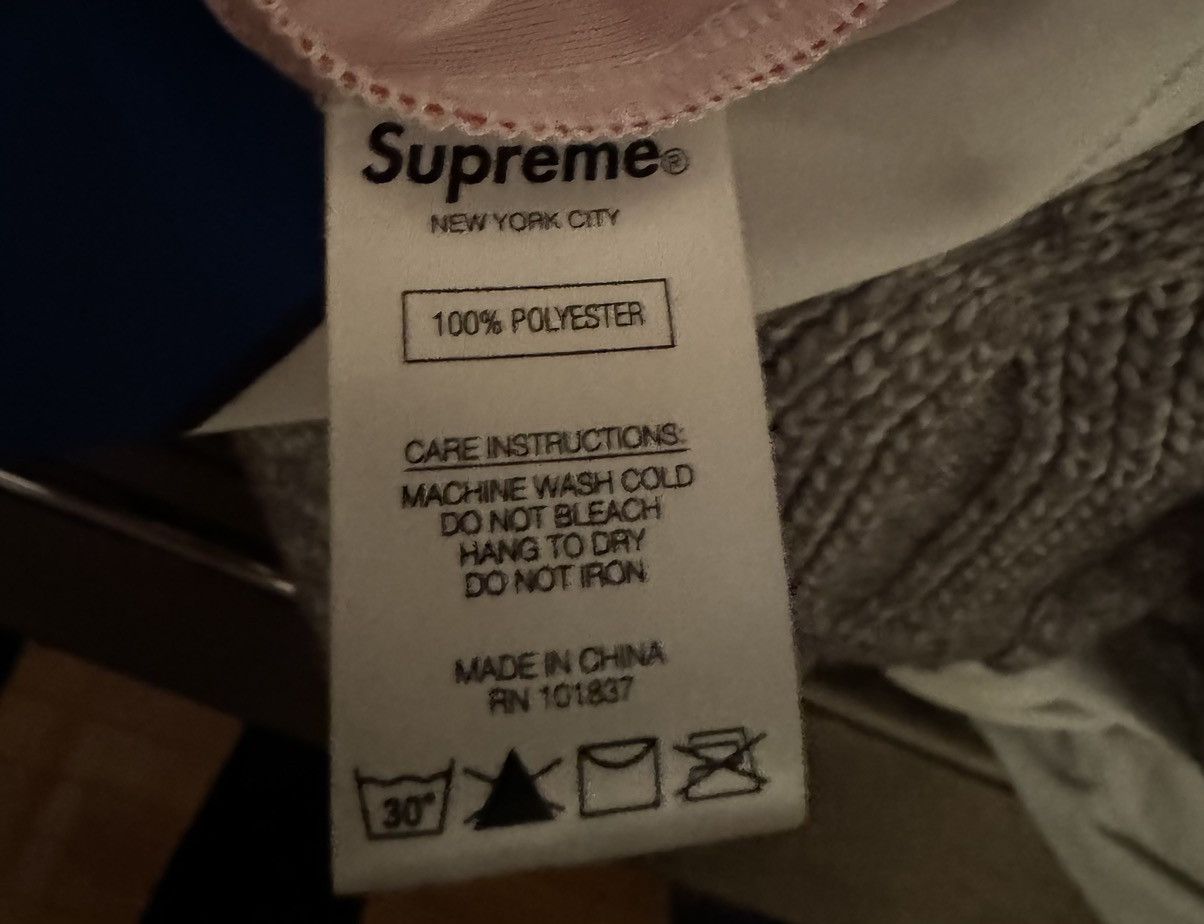 Supreme®
NEW YORK CITY
100% POLYESTER
CARE INSTRUCTIONS:
MACHINE WASH COLD
DO NOT BLEACH
HANG TO DRY
DO NOT IRON
MADE IN CHINA
RN 101837
30°